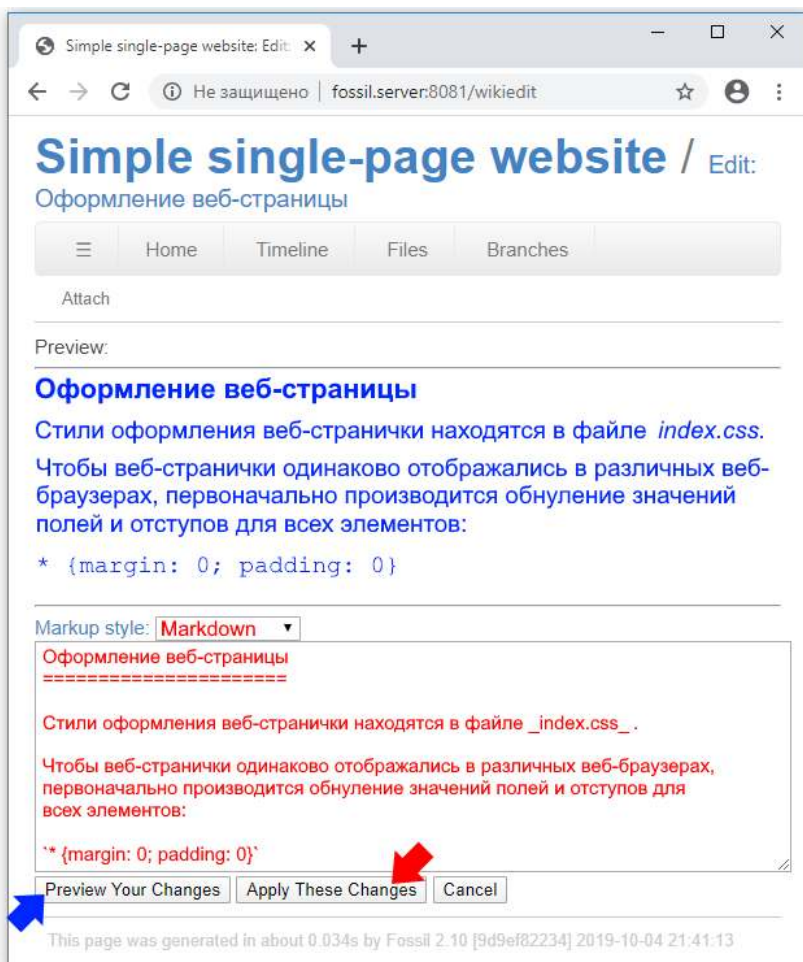 Simple single-page website: Edit:
Не защищено | fossil.server:8081/wikiedit
Simple single-page website / Edit:
Оформление веб-страницы
☰ Home Timeline Files Branches
Attach
Preview:
Оформление веб-страницы
Стили оформления веб-странички находятся в файле index.css.
Чтобы веб-странички одинаково отображались в различных веб-
браузерах, первоначально производится обнуление значений
полей и отступов для всех элементов:
* {margin: 0; padding: 0}
Markup style: Markdown
Оформление веб-страницы
======================
Стили оформления веб-странички находятся в файле _index.css_ .
Чтобы веб-странички одинаково отображались в различных веб-браузерах,
первоначально производится обнуление значений полей и отступов для
всех элементов:
`* {margin: 0; padding: 0}`
Preview Your Changes Apply These Changes Cancel
This page was generated in about 0.034s by Fossil 2.10 [9d9ef82234] 2019-10-04 21:41:13